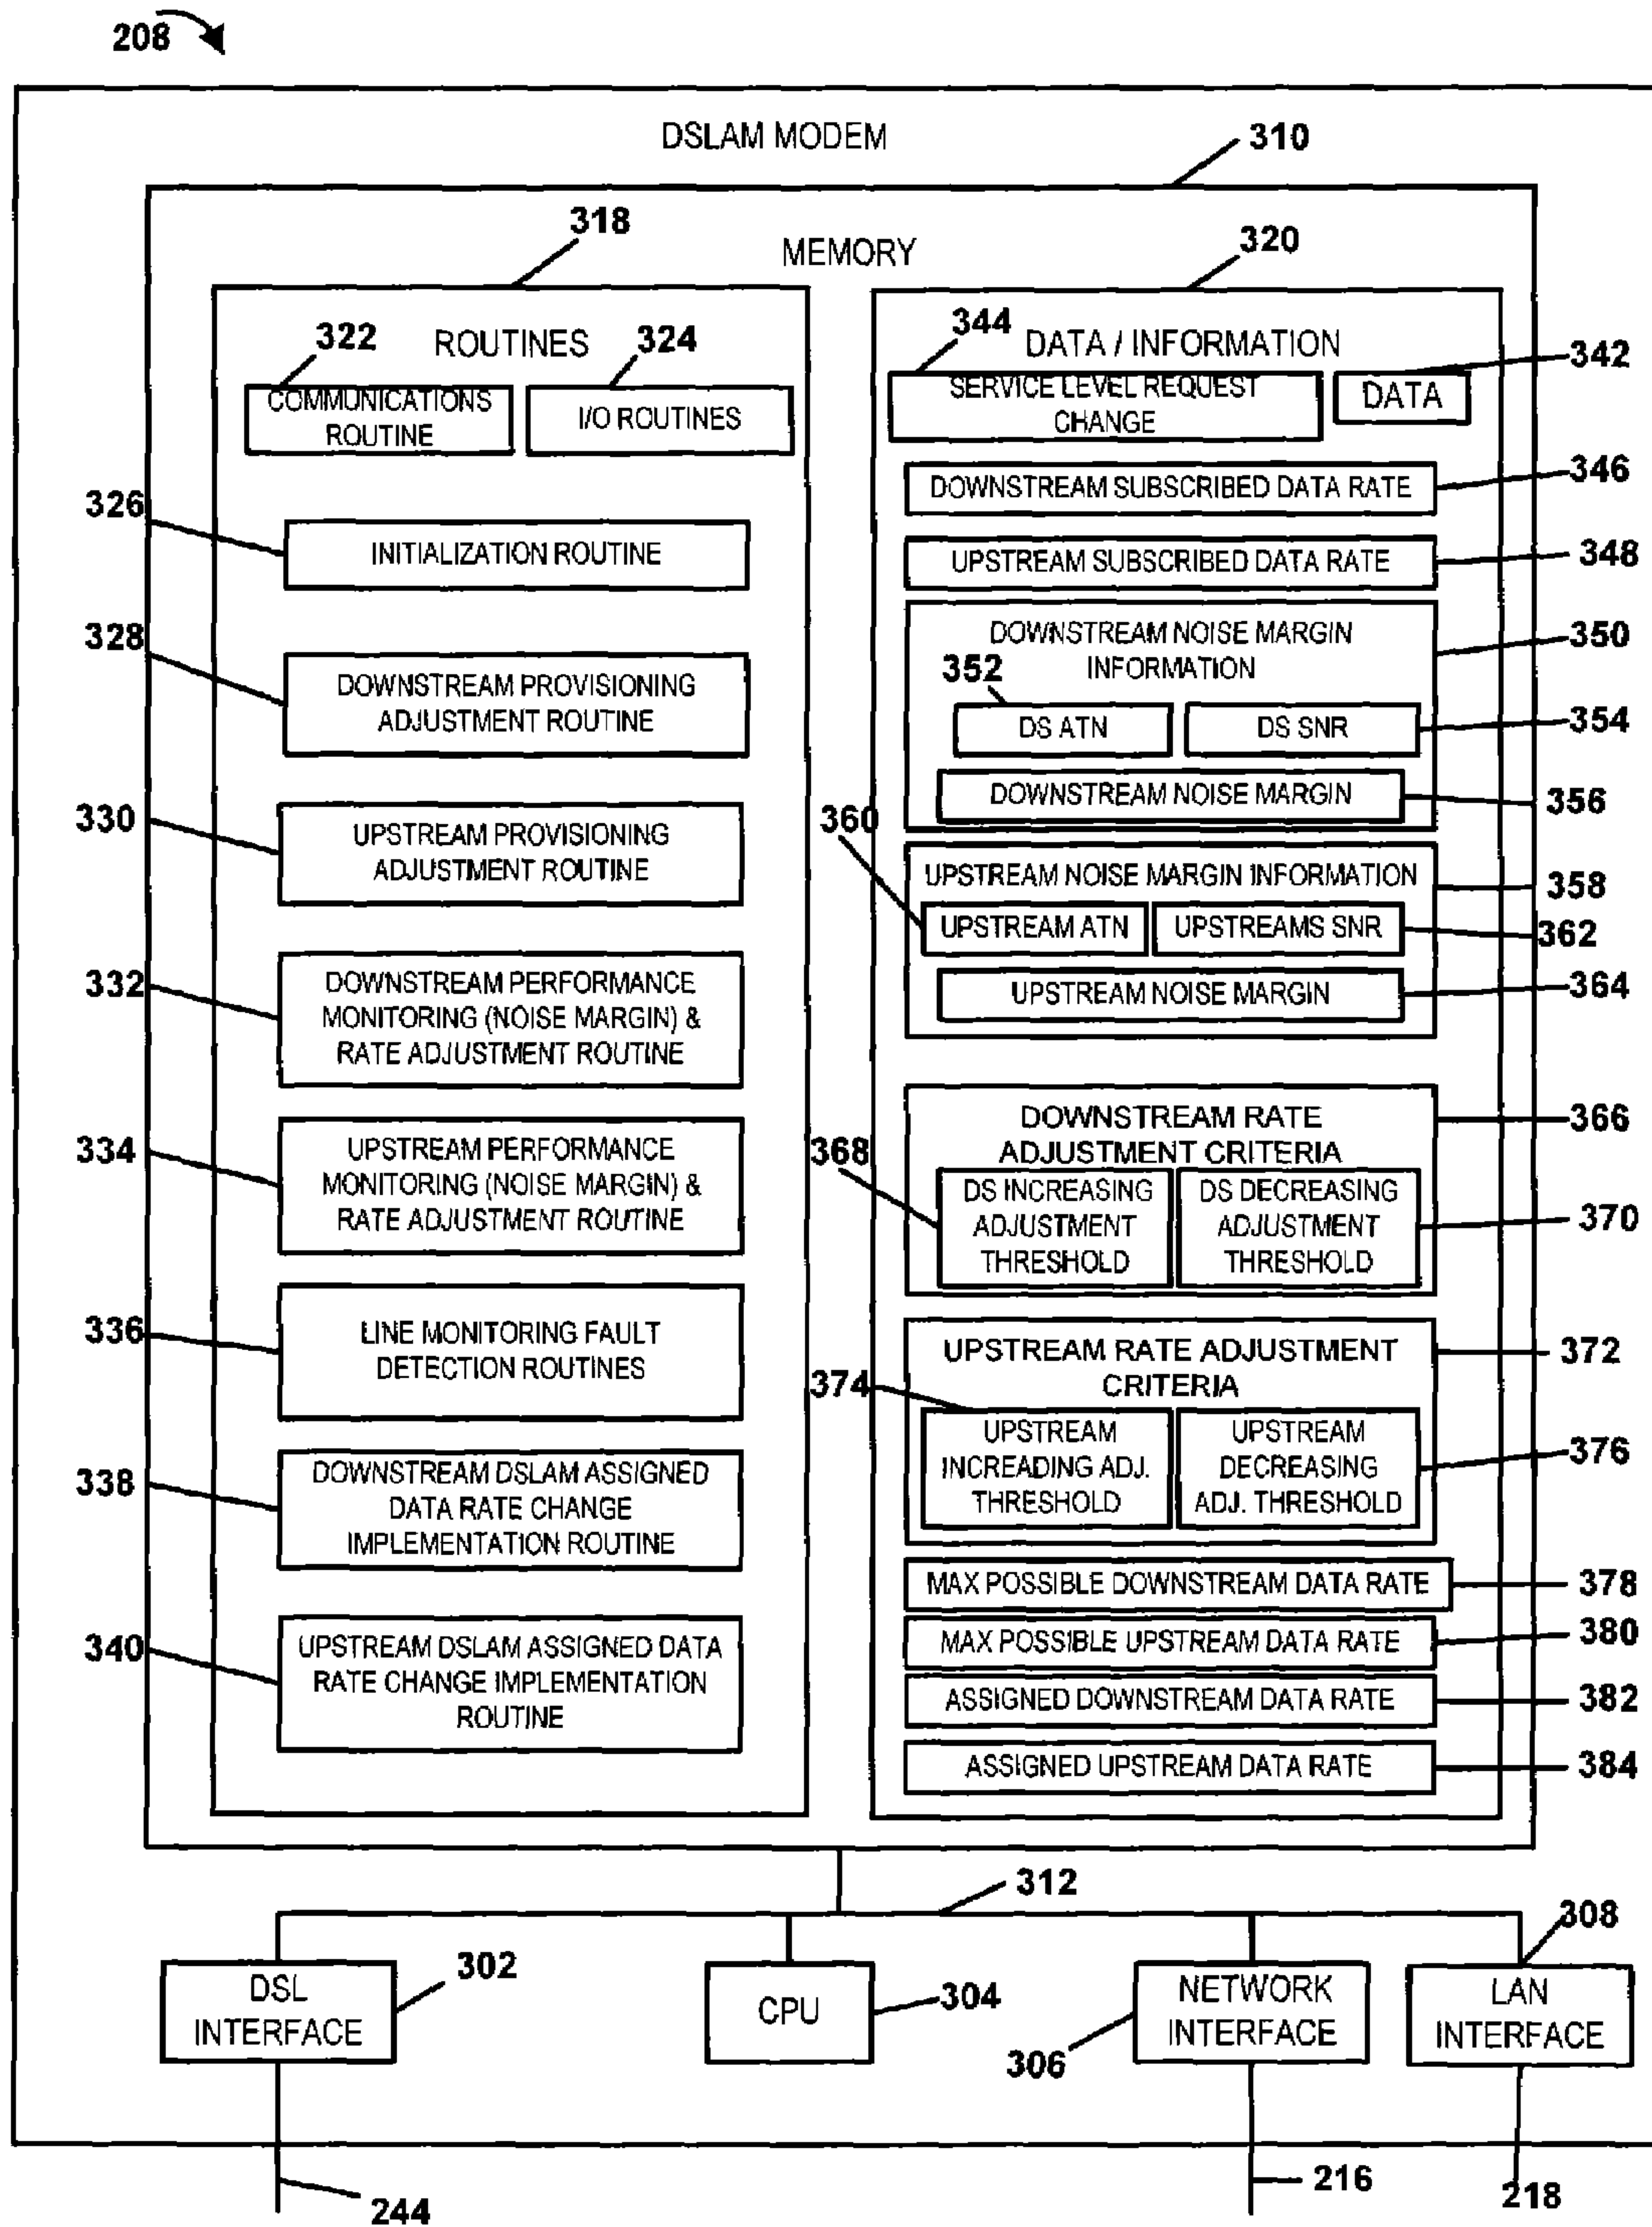 208
DSLAM MODEM
310
318
MEMORY
320
322
ROUTINES
324
344
DATA / INFORMATION
342
COMMUNICATIONS
ROUTINE
I/O ROUTINES
SERVICE LEVEL REQUEST
CHANGE
DATA
346
DOWNSTREAM SUBSCRIBED DATA RATE
326
INITIALIZATION ROUTINE
UPSTREAM SUBSCRIBED DATA RATE
348
328
DOWNSTREAM PROVISIONING
ADJUSTMENT ROUTINE
DOWNSTREAM NOISE MARGIN
INFORMATION
350
352
DS ATN
DS SNR
354
DOWNSTREAM NOISE MARGIN
356
330
UPSTREAM PROVISIONING
ADJUSTMENT ROUTINE
360
UPSTREAM NOISE MARGIN INFORMATION
358
UPSTREAM ATN
UPSTREAMS SNR
362
332
DOWNSTREAM PERFORMANCE
MONITORING (NOISE MARGIN) &
RATE ADJUSTMENT ROUTINE
UPSTREAM NOISE MARGIN
364
334
UPSTREAM PERFORMANCE
MONITORING (NOISE MARGIN) &
RATE ADJUSTMENT ROUTINE
DOWNSTREAM RATE
ADJUSTMENT CRITERIA
366
368
DS INCREASING
ADJUSTMENT
THRESHOLD
DS DECREASING
ADJUSTMENT
THRESHOLD
370
336
LINE MONITORING FAULT
DETECTION ROUTINES
UPSTREAM RATE ADJUSTMENT
CRITERIA
372
374
UPSTREAM
INCREADING ADJ.
THRESHOLD
UPSTREAM
DECREASING
ADJ. THRESHOLD
376
338
DOWNSTREAM DSLAM ASSIGNED
DATA RATE CHANGE
IMPLEMENTATION ROUTINE
MAX POSSIBLE DOWNSTREAM DATA RATE
378
340
UPSTREAM DSLAM ASSIGNED DATA
RATE CHANGE IMPLEMENTATION
ROUTINE
MAX POSSIBLE UPSTREAM DATA RATE
380
ASSIGNED DOWNSTREAM DATA RATE
382
ASSIGNED UPSTREAM DATA RATE
384
312
308
DSL
INTERFACE
302
CPU
304
NETWORK
INTERFACE
306
LAN
INTERFACE
244
216
218